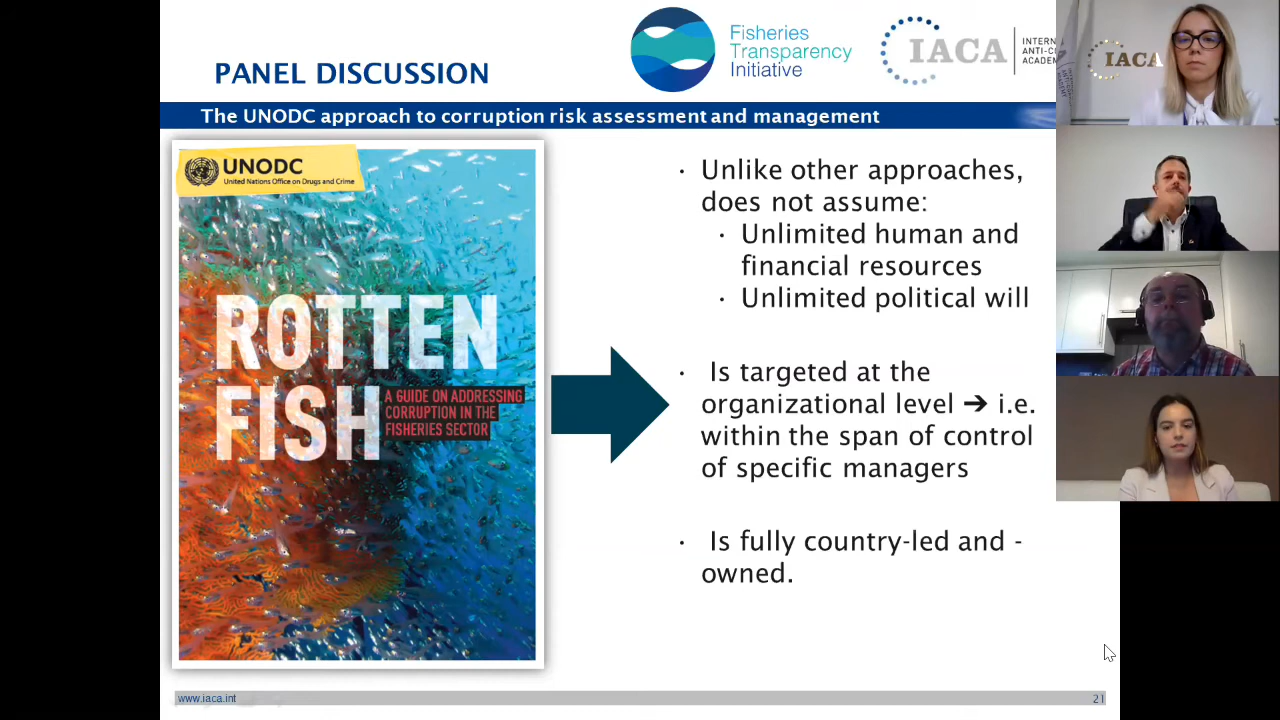 PANEL DISCUSSION
Fisheries
Transparency
Initiative
IACA
INTERN
ANTI-C
ACADE
The UNODC approach to corruption risk assessment and management
UNODC
United Nations Office on Drugs and Crime
ROTTEN
FISH
A GUIDE ON ADDRESSING
CORRUPTION IN THE
FISHERIES SECTOR
• Unlike other approaches,
does not assume:
• Unlimited human and
financial resources
• Unlimited political will
• Is targeted at the
organizational level ➔ i.e.
within the span of control
of specific managers
• Is fully country-led and -
owned.
www.iaca.int
21
IACA